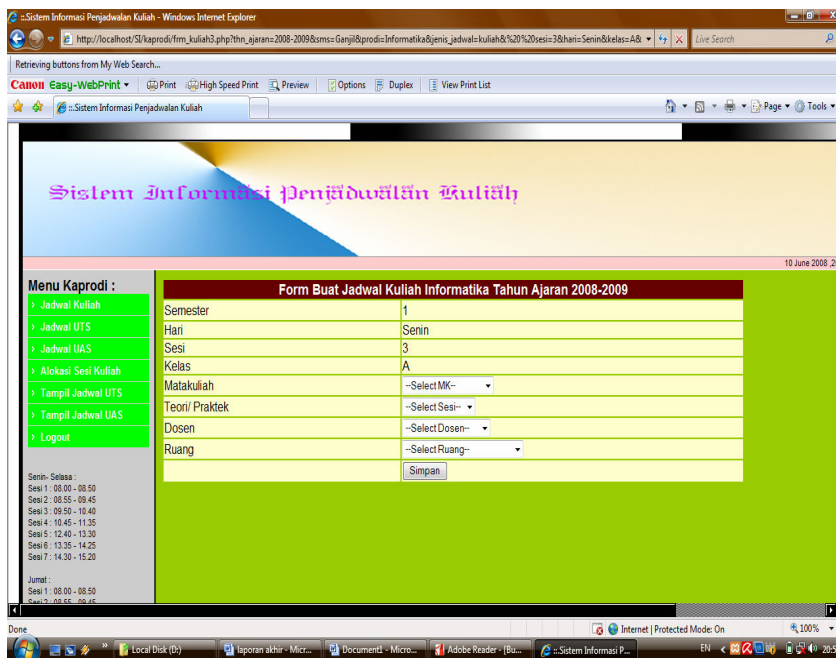 ::.Sistem Informasi Penjadwalan Kuliah - Windows Internet Explorer
http://localhost/SI/kaprodi/frm_kuliah3.php?thn_ajaran=2008-2009&sms=Ganjil&prodi=Informatika&jenis_jadwal=kuliah&%20%20sesi=3&hari=Senin&kelas=A&
Live Search
Retrieving buttons from My Web Search...
Canon Easy-WebPrint Print High Speed Print Preview Options Duplex View Print List
::.Sistem Informasi Penjadwalan Kuliah
Page Tools
Sistem Informasi Penjadwalan Kuliah
10 June 2008 ,2
Menu Kaprodi :
› Jadwal Kuliah
› Jadwal UTS
› Jadwal UAS
› Alokasi Sesi Kuliah
› Tampil Jadwal UTS
› Tampil Jadwal UAS
› Logout
Senin- Selasa :
Sesi 1 : 08.00 - 08.50
Sesi 2 : 08.55 - 09.45
Sesi 3 : 09.50 - 10.40
Sesi 4 : 10.45 - 11.35
Sesi 5 : 12.40 - 13.30
Sesi 6 : 13.35 - 14.25
Sesi 7 : 14.30 - 15.20
Jumat :
Sesi 1 : 08.00 - 08.50
Sesi 2 : 08.55 - 09.45
Form Buat Jadwal Kuliah Informatika Tahun Ajaran 2008-2009
Semester 1
Hari Senin
Sesi 3
Kelas A
Matakuliah --Select MK--
Teori/ Praktek --Select Sesi--
Dosen --Select Dosen--
Ruang --Select Ruang--
Simpan
Done
Internet | Protected Mode: On
100%
Local Disk (D:)
laporan akhir - Micr...
Document1 - Micro...
Adobe Reader - [Bu...
::.Sistem Informasi P...
EN